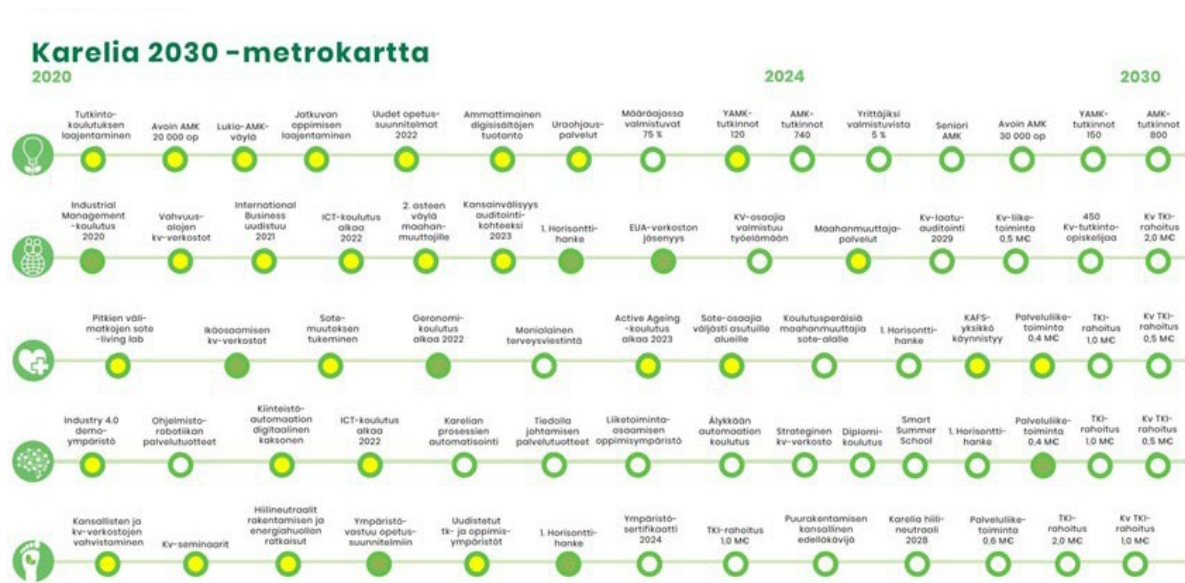 Karelia 2030 -metrokartta
2020
2024
2030
Tutkinto-
koulutuksen
laajentaminen
Avoin AMK
20 000 op
Lukio-AMK-
väylä
Jatkuvan
oppimisen
laajentaminen
Uudet opetus-
suunnitelmat
2022
Ammattimainen
digisisältöjen
tuotanto
Uraohjaus-
palvelut
Määräajassa
valmistuvat
75 %
YAMK-
tutkinnot
120
AMK-
tutkinnot
740
Yrittäjiksi
valmistuvista
5 %
Seniori
AMK
Avoin AMK
30 000 op
YAMK-
tutkinnot
150
AMK-
tutkinnot
800
Industrial
Management
-koulutus
2020
Vahvuus-
alojen
kv-verkostot
International
Business
uudistuu
2021
ICT-koulutus
alkaa
2022
2. asteen
väylä
maahan-
muuttajille
Kansainvälisyys
auditointi-
kohteeksi
2023
1. Horisontti-
hanke
EUA-verkoston
jäsenyys
KV-osaajia
valmistuu
työelämään
Maahanmuuttaja-
palvelut
Kv-laatu-
auditointi
2029
Kv-liike-
toiminta
0,5 M€
450
Kv-tutkinto-
opiskelijaa
Kv TKI-
rahoitus
2,0 M€
Pitkien väli-
matkojen sote
-living lab
Ikäosaamisen
kv-verkostot
Sote-
muutoksen
tukeminen
Geronomi-
koulutus
alkaa 2022
Monialainen
terveysviestintä
Active Ageing
-koulutus
alkaa 2023
Sote-osaajia
väljästi asutuille
alueille
Koulutusperäisiä
maahanmuuttajia
sote-alalle
1. Horisontti-
hanke
KAFS-
yksikkö
käynnistyy
Palveluliike-
toiminta
0,4 M€
TKI-
rahoitus
1,0 M€
Kv TKI-
rahoitus
0,5 M€
Industry 4.0
demo-
ympäristö
Ohjelmisto-
robotiikan
palvelutuotteet
Kiinteistö-
automaation
digitaalinen
kaksonen
ICT-koulutus
alkaa
2022
Karelian
prosessien
automatisointi
Tiedolla
johtamisen
palvelutuotteet
Liiketoiminta-
osaamisen
oppimisympäristö
Älykkään
automaation
koulutus
Strateginen
kv-verkosto
Diplomi-
koulutus
Smart
Summer
School
1. Horisontti-
hanke
Palveluliike-
toiminta
0,4 M€
TKI-
rahoitus
1,0 M€
Kv TKI-
rahoitus
0,5 M€
Kansallisten ja
kv-verkostojen
vahvistaminen
Kv-seminaarit
Hiilineutraalit
rakentamisen ja
energiahuollon
ratkaisut
Ympäristö-
vastuu opetus-
suunnitelmiin
Uudistetut
tk- ja oppimis-
ympäristöt
1. Horisontti-
hanke
Ympäristö-
sertifikaatti
2024
TKI-rahoitus
1,0 M€
Puurakentamisen
kansallinen
edelläkävijä
Karelia hiili-
neutraali
2028
Palveluliike-
toiminta
0,6 M€
TKI-
rahoitus
2,0 M€
Kv TKI-
rahoitus
1,0 M€